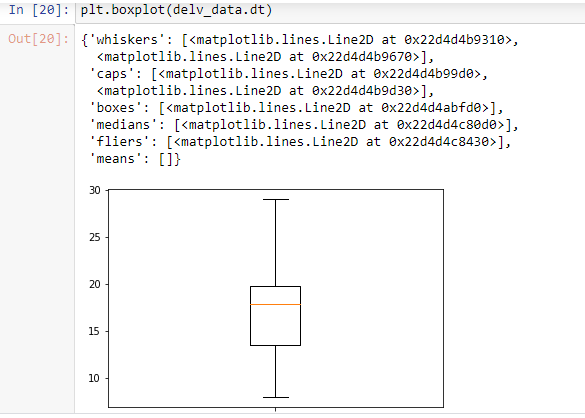 In [20]: plt.boxplot(delv_data.dt)
Out[20]: {'whiskers': [<matplotlib.lines.Line2D at 0x22d4d4b9310>,
<matplotlib.lines.Line2D at 0x22d4d4b9670>],
'caps': [<matplotlib.lines.Line2D at 0x22d4d4b99d0>,
<matplotlib.lines.Line2D at 0x22d4d4b9d30>],
'boxes': [<matplotlib.lines.Line2D at 0x22d4d4abfd0>],
'medians': [<matplotlib.lines.Line2D at 0x22d4d4c80d0>],
'fliers': [<matplotlib.lines.Line2D at 0x22d4d4c8430>],
'means': []}
30
25
20
15
10